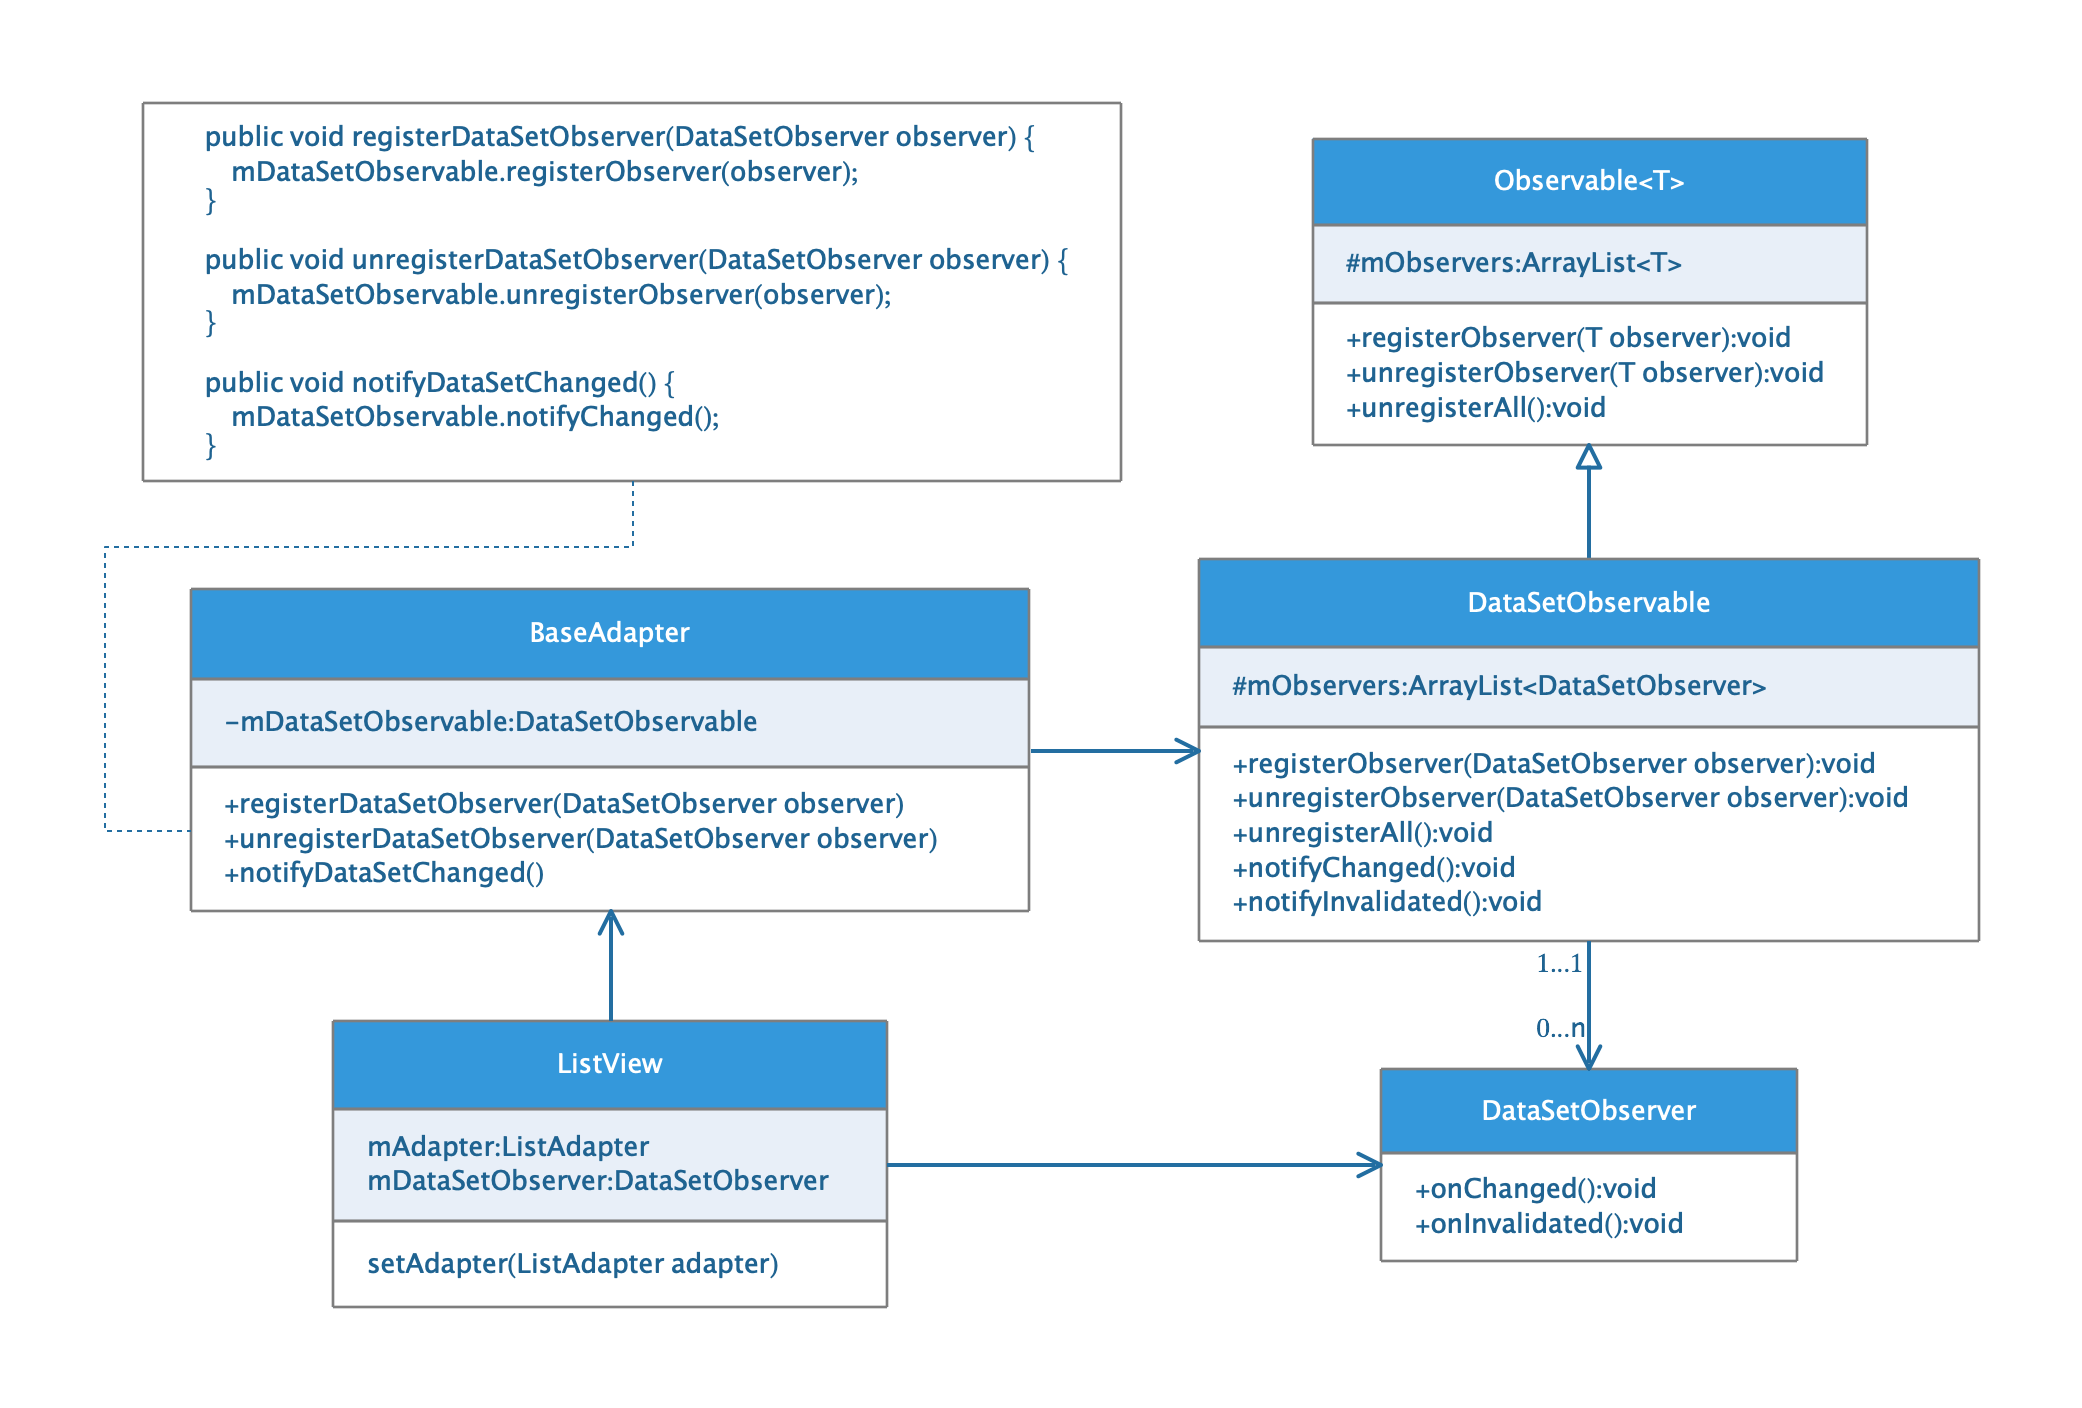 public void registerDataSetObserver(DataSetObserver observer) {
    mDataSetObservable.registerObserver(observer);
}
public void unregisterDataSetObserver(DataSetObserver observer) {
    mDataSetObservable.unregisterObserver(observer);
}
public void notifyDataSetChanged() {
    mDataSetObservable.notifyChanged();
}
Observable<T>
#mObservers:ArrayList<T>
+registerObserver(T observer):void
+unregisterObserver(T observer):void
+unregisterAll():void
BaseAdapter
-mDataSetObservable:DataSetObservable
+registerDataSetObserver(DataSetObserver observer)
+unregisterDataSetObserver(DataSetObserver observer)
+notifyDataSetChanged()
DataSetObservable
#mObservers:ArrayList<DataSetObserver>
+registerObserver(DataSetObserver observer):void
+unregisterObserver(DataSetObserver observer):void
+unregisterAll():void
+notifyChanged():void
+notifyInvalidated():void
1...1
0...n
ListView
mAdapter:ListAdapter
mDataSetObserver:DataSetObserver
setAdapter(ListAdapter adapter)
DataSetObserver
+onChanged():void
+onInvalidated():void